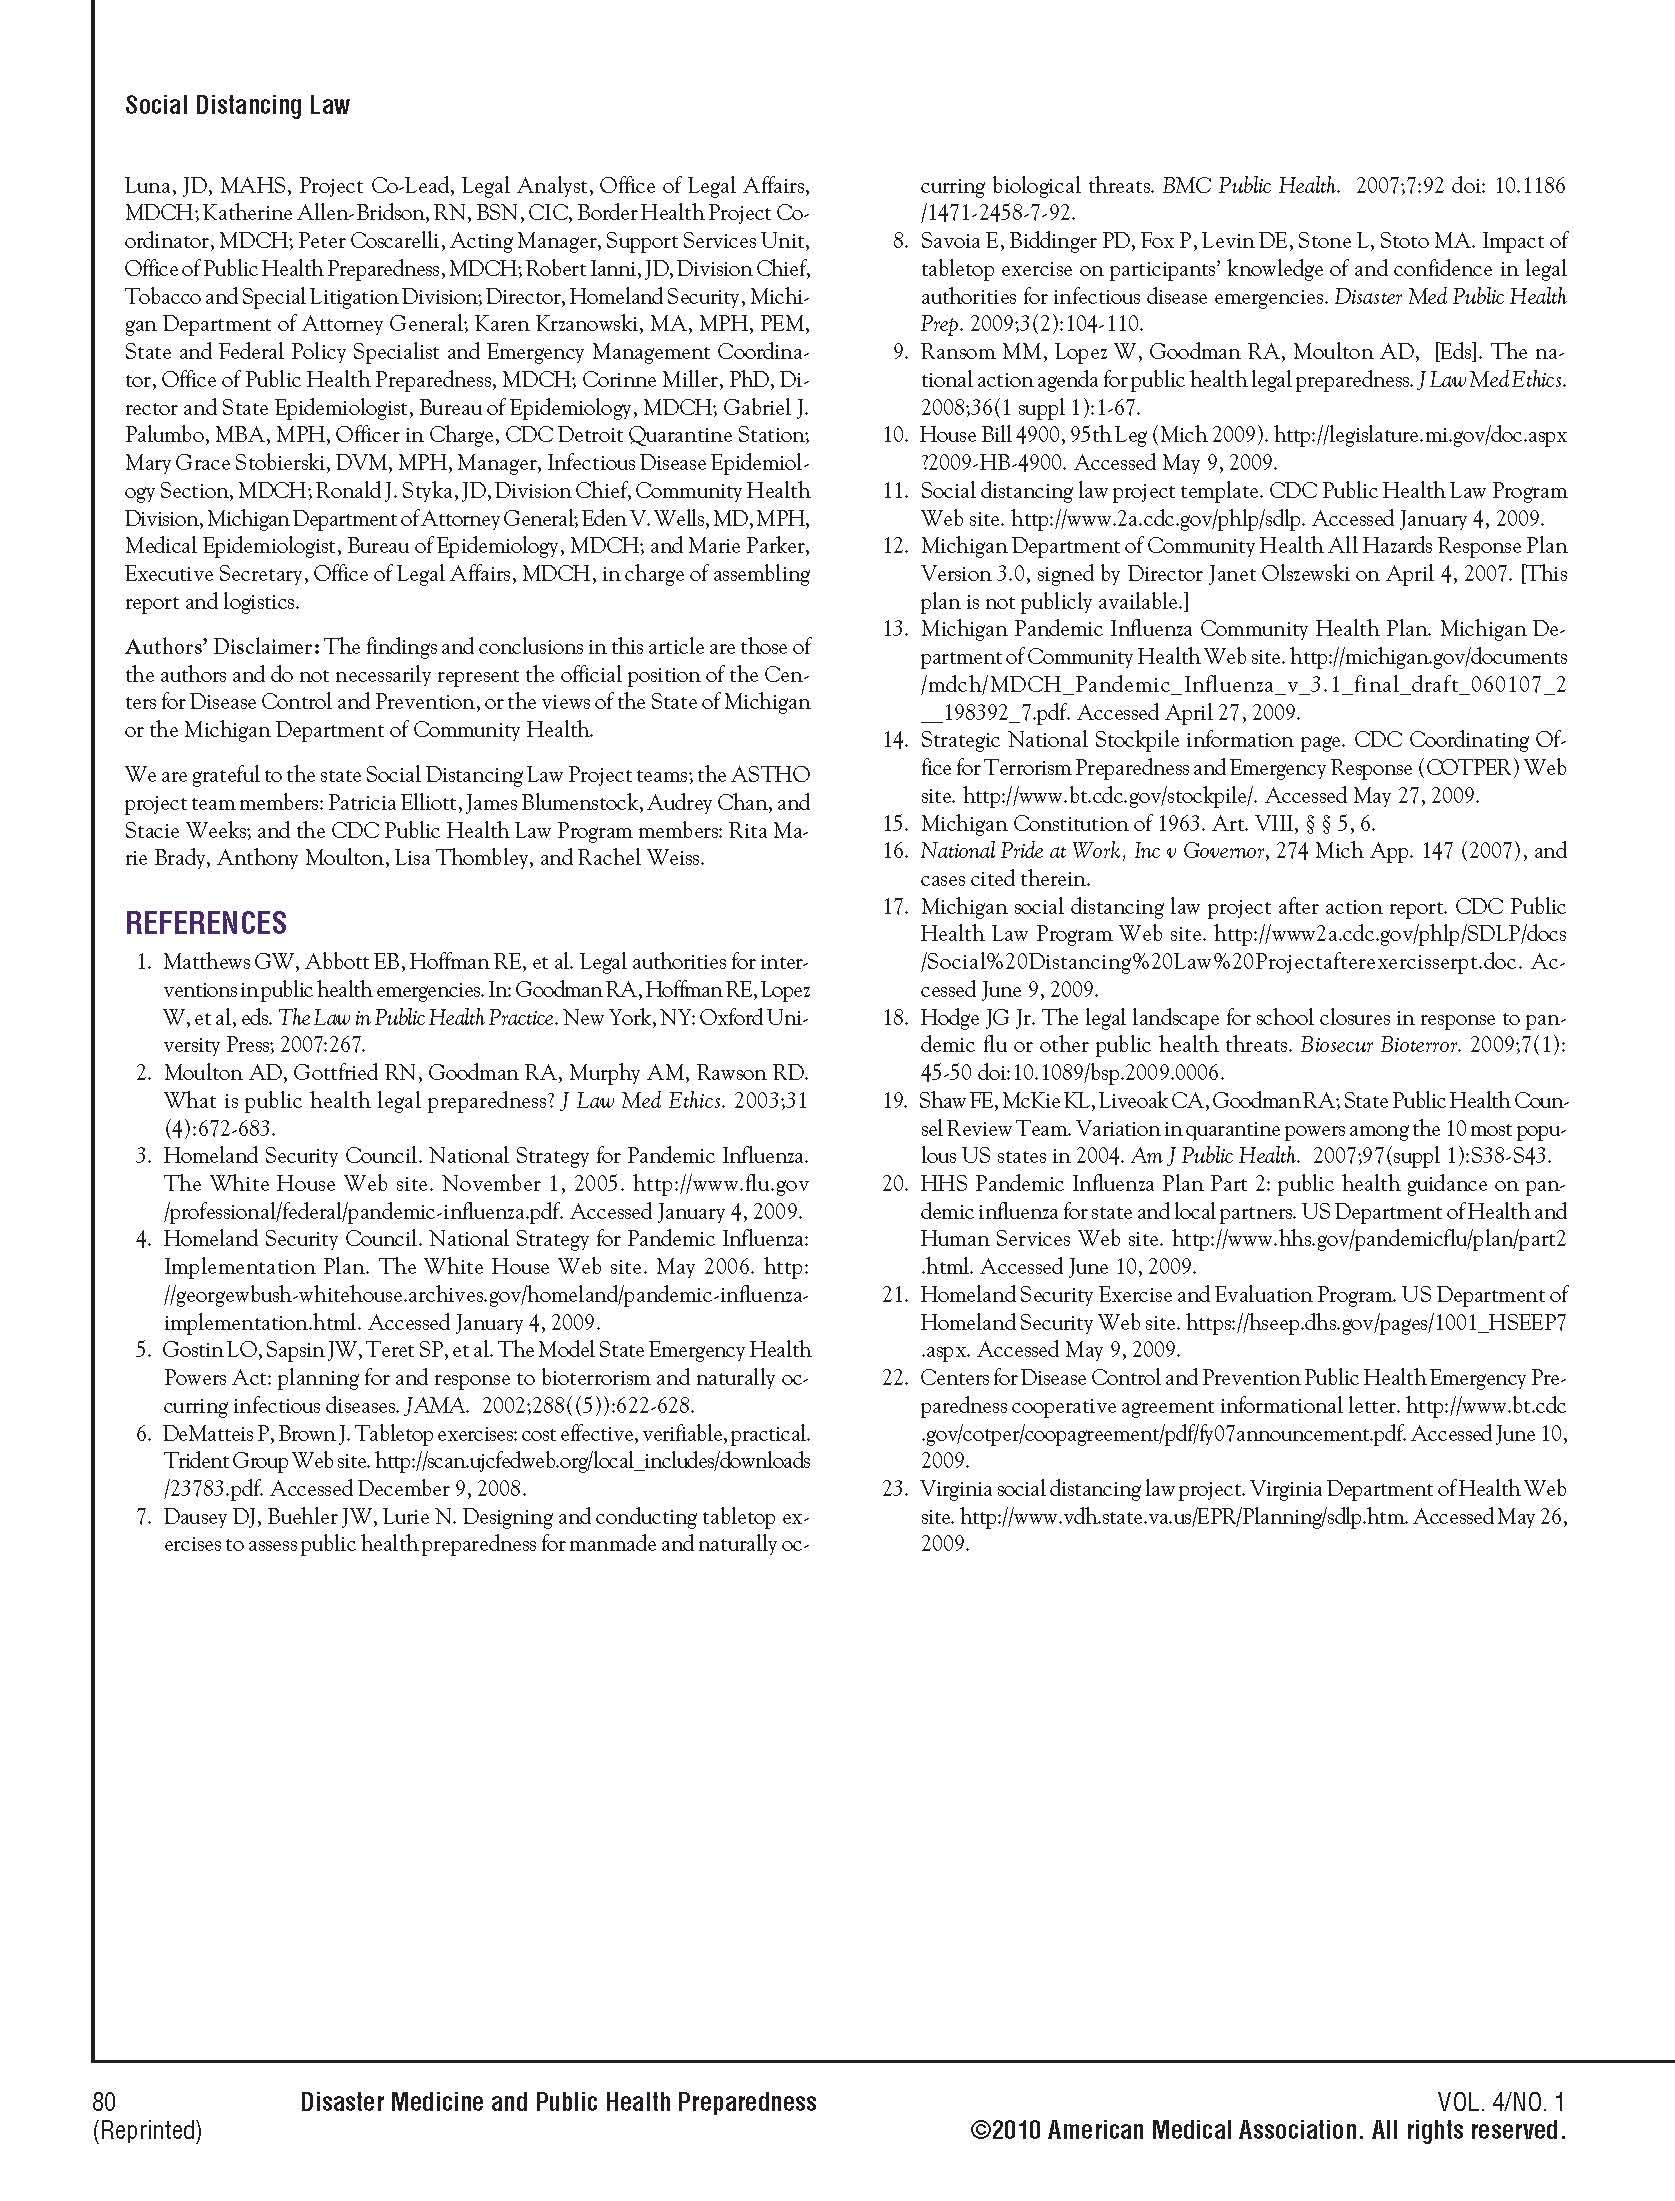 Social Distancing Law
Luna, JD, MAHS, Project Co-Lead, Legal Analyst, Office of Legal Affairs,
MDCH; Katherine Allen-Bridson, RN, BSN, CIC, Border Health Project Co-
ordinator, MDCH; Peter Coscarelli, Acting Manager, Support Services Unit,
Office of Public Health Preparedness, MDCH; Robert Ianni, JD, Division Chief,
Tobacco and Special Litigation Division; Director, Homeland Security, Michi-
gan Department of Attorney General; Karen Krzanowski, MA, MPH, PEM,
State and Federal Policy Specialist and Emergency Management Coordina-
tor, Office of Public Health Preparedness, MDCH; Corinne Miller, PhD, Di-
rector and State Epidemiologist, Bureau of Epidemiology, MDCH; Gabriel J.
Palumbo, MBA, MPH, Officer in Charge, CDC Detroit Quarantine Station;
Mary Grace Stobierski, DVM, MPH, Manager, Infectious Disease Epidemiol-
ogy Section, MDCH; Ronald J. Styka, JD, Division Chief, Community Health
Division, Michigan Department of Attorney General; Eden V. Wells, MD, MPH,
Medical Epidemiologist, Bureau of Epidemiology, MDCH; and Marie Parker,
Executive Secretary, Office of Legal Affairs, MDCH, in charge of assembling
report and logistics.
Authors' Disclaimer: The findings and conclusions in this article are those of
the authors and do not necessarily represent the official position of the Cen-
ters for Disease Control and Prevention, or the views of the State of Michigan
or the Michigan Department of Community Health.
We are grateful to the state Social Distancing Law Project teams; the ASTHO
project team members: Patricia Elliott, James Blumenstock, Audrey Chan, and
Stacie Weeks; and the CDC Public Health Law Program members: Rita Ma-
rie Brady, Anthony Moulton, Lisa Thombley, and Rachel Weiss.
REFERENCES
1. Matthews GW, Abbott EB, Hoffman RE, et al. Legal authorities for inter-
ventions in public health emergencies. In: Goodman RA, Hoffman RE, Lopez
W, et al, eds. The Law in Public Health Practice. New York, NY: Oxford Uni-
versity Press; 2007:267.
2. Moulton AD, Gottfried RN, Goodman RA, Murphy AM, Rawson RD.
What is public health legal preparedness? J Law Med Ethics. 2003;31
(4):672-683.
3. Homeland Security Council. National Strategy for Pandemic Influenza.
The White House Web site. November 1, 2005. http://www.flu.gov
/professional/federal/pandemic-influenza.pdf. Accessed January 4, 2009.
4. Homeland Security Council. National Strategy for Pandemic Influenza:
Implementation Plan. The White House Web site. May 2006. http:
//georgewbush-whitehouse.archives.gov/homeland/pandemic-influenza-
implementation.html. Accessed January 4, 2009.
5. Gostin LO, Sapsin JW, Teret SP, et al. The Model State Emergency Health
Powers Act: planning for and response to bioterrorism and naturally oc-
curring infectious diseases. JAMA. 2002;288((5)):622-628.
6. DeMatteis P, Brown J. Tabletop exercises: cost effective, verifiable, practical.
Trident Group Web site. http://scan.ujcfedweb.org/local_includes/downloads
/23783.pdf. Accessed December 9, 2008.
7. Dausey DJ, Buehler JW, Lurie N. Designing and conducting tabletop ex-
ercises to assess public health preparedness for manmade and naturally oc-
curring biological threats. BMC Public Health. 2007;7:92 doi: 10.1186
/1471-2458-7-92.
8. Savoia E, Biddinger PD, Fox P, Levin DE, Stone L, Stoto MA. Impact of
tabletop exercise on participants' knowledge of and confidence in legal
authorities for infectious disease emergencies. Disaster Med Public Health
Prep. 2009;3(2):104-110.
9. Ransom MM, Lopez W, Goodman RA, Moulton AD, [Eds]. The na-
tional action agenda for public health legal preparedness. J Law Med Ethics.
2008;36(1 suppl 1):1-67.
10. House Bill 4900, 95th Leg (Mich 2009). http://legislature.mi.gov/doc.aspx
?2009-HB-4900. Accessed May 9, 2009.
11. Social distancing law project template. CDC Public Health Law Program
Web site. http://www.2a.cdc.gov/phlp/sdlp. Accessed January 4, 2009.
12. Michigan Department of Community Health All Hazards Response Plan
Version 3.0, signed by Director Janet Olszewski on April 4, 2007. [This
plan is not publicly available.]
13. Michigan Pandemic Influenza Community Health Plan. Michigan De-
partment of Community Health Web site. http://michigan.gov/documents
/mdch/MDCH_Pandemic_Influenza_v_3.1_final_draft_060107_2
__198392_7.pdf. Accessed April 27, 2009.
14. Strategic National Stockpile information page. CDC Coordinating Of-
fice for Terrorism Preparedness and Emergency Response (COTPER) Web
site. http://www.bt.cdc.gov/stockpile/. Accessed May 27, 2009.
15. Michigan Constitution of 1963. Art. VIII, § § 5, 6.
16. National Pride at Work, Inc v Governor, 274 Mich App. 147 (2007), and
cases cited therein.
17. Michigan social distancing law project after action report. CDC Public
Health Law Program Web site. http://www2a.cdc.gov/phlp/SDLP/docs
/Social%20Distancing%20Law%20Projectafterexercisserpt.doc. Ac-
cessed June 9, 2009.
18. Hodge JG Jr. The legal landscape for school closures in response to pan-
demic flu or other public health threats. Biosecur Bioterror. 2009;7(1):
45-50 doi:10.1089/bsp.2009.0006.
19. Shaw FE, McKie KL, Liveoak CA, Goodman RA; State Public Health Coun-
sel Review Team. Variation in quarantine powers among the 10 most popu-
lous US states in 2004. Am J Public Health. 2007;97(suppl 1):S38-S43.
20. HHS Pandemic Influenza Plan Part 2: public health guidance on pan-
demic influenza for state and local partners. US Department of Health and
Human Services Web site. http://www.hhs.gov/pandemicflu/plan/part2
.html. Accessed June 10, 2009.
21. Homeland Security Exercise and Evaluation Program. US Department of
Homeland Security Web site. https://hseep.dhs.gov/pages/1001_HSEEP7
.aspx. Accessed May 9, 2009.
22. Centers for Disease Control and Prevention Public Health Emergency Pre-
paredness cooperative agreement informational letter. http://www.bt.cdc
.gov/cotper/coopagreement/pdf/fy07announcement.pdf. Accessed June 10,
2009.
23. Virginia social distancing law project. Virginia Department of Health Web
site. http://www.vdh.state.va.us/EPR/Planning/sdlp.htm. Accessed May 26,
2009.
80 Disaster Medicine and Public Health Preparedness VOL. 4/NO. 1
(Reprinted) ©2010 American Medical Association. All rights reserved.